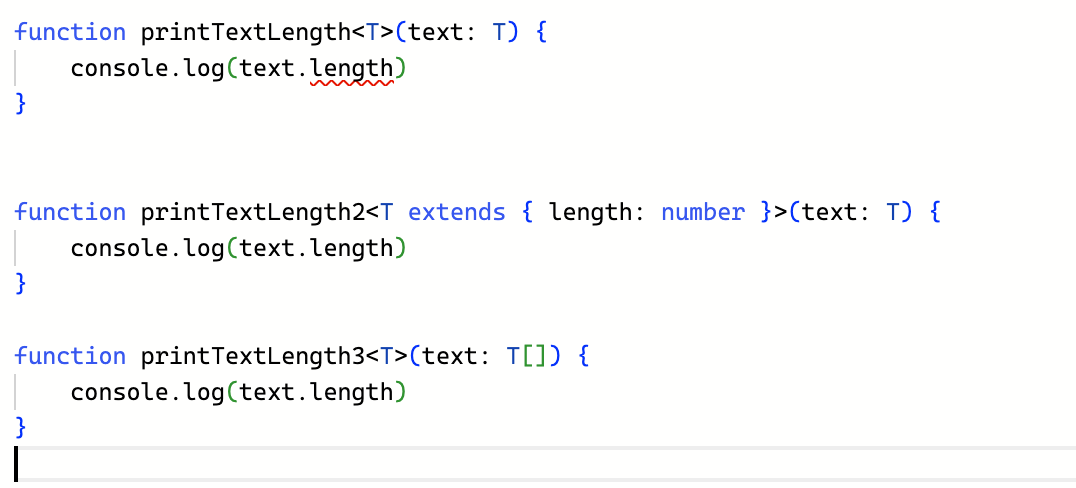 function printTextLength<T>(text: T) {
    console.log(text.length)
}
function printTextLength2<T extends { length: number }>(text: T) {
    console.log(text.length)
}
function printTextLength3<T>(text: T[]) {
    console.log(text.length)
}